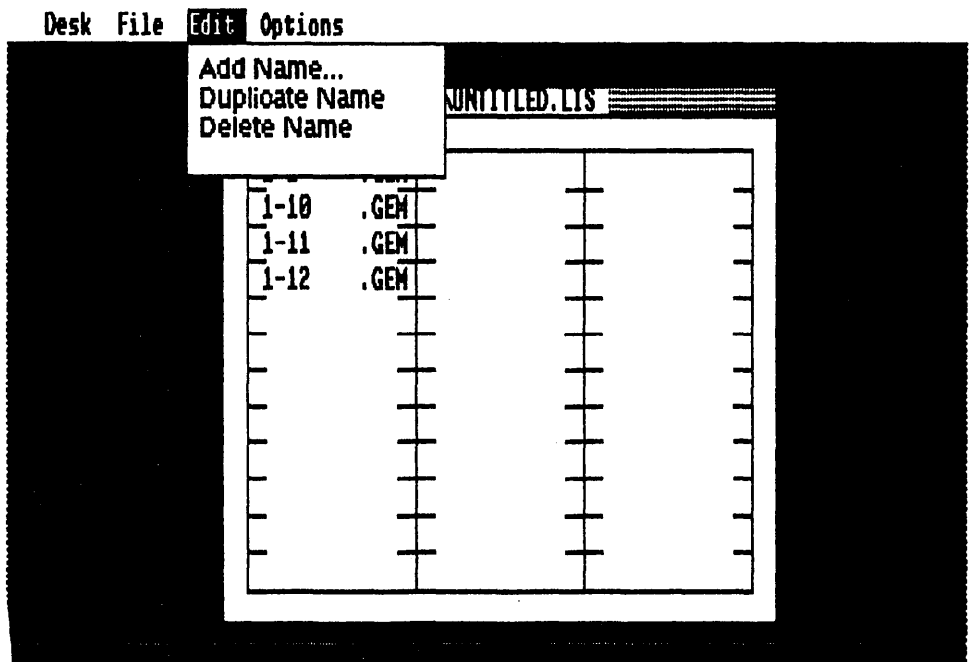 Desk File Edit Options
Add Name...
Duplicate Name
Delete Name
\UNTITLED.LIS
1-10 .GEM
1-11 .GEM
1-12 .GEM